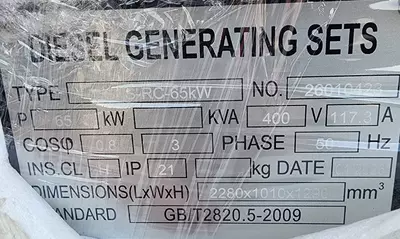 DIESEL GENERATING SETS
TYPE S-RC-65kW NO.
P 65 kW KVA 400 V 117.3 A
COSφ 0.8 3 PHASE 50 Hz
INS.CL H IP 21 kg DATE
DIMENSIONS(LxWxH) mm³
STANDARD GB/T2820.5-2009